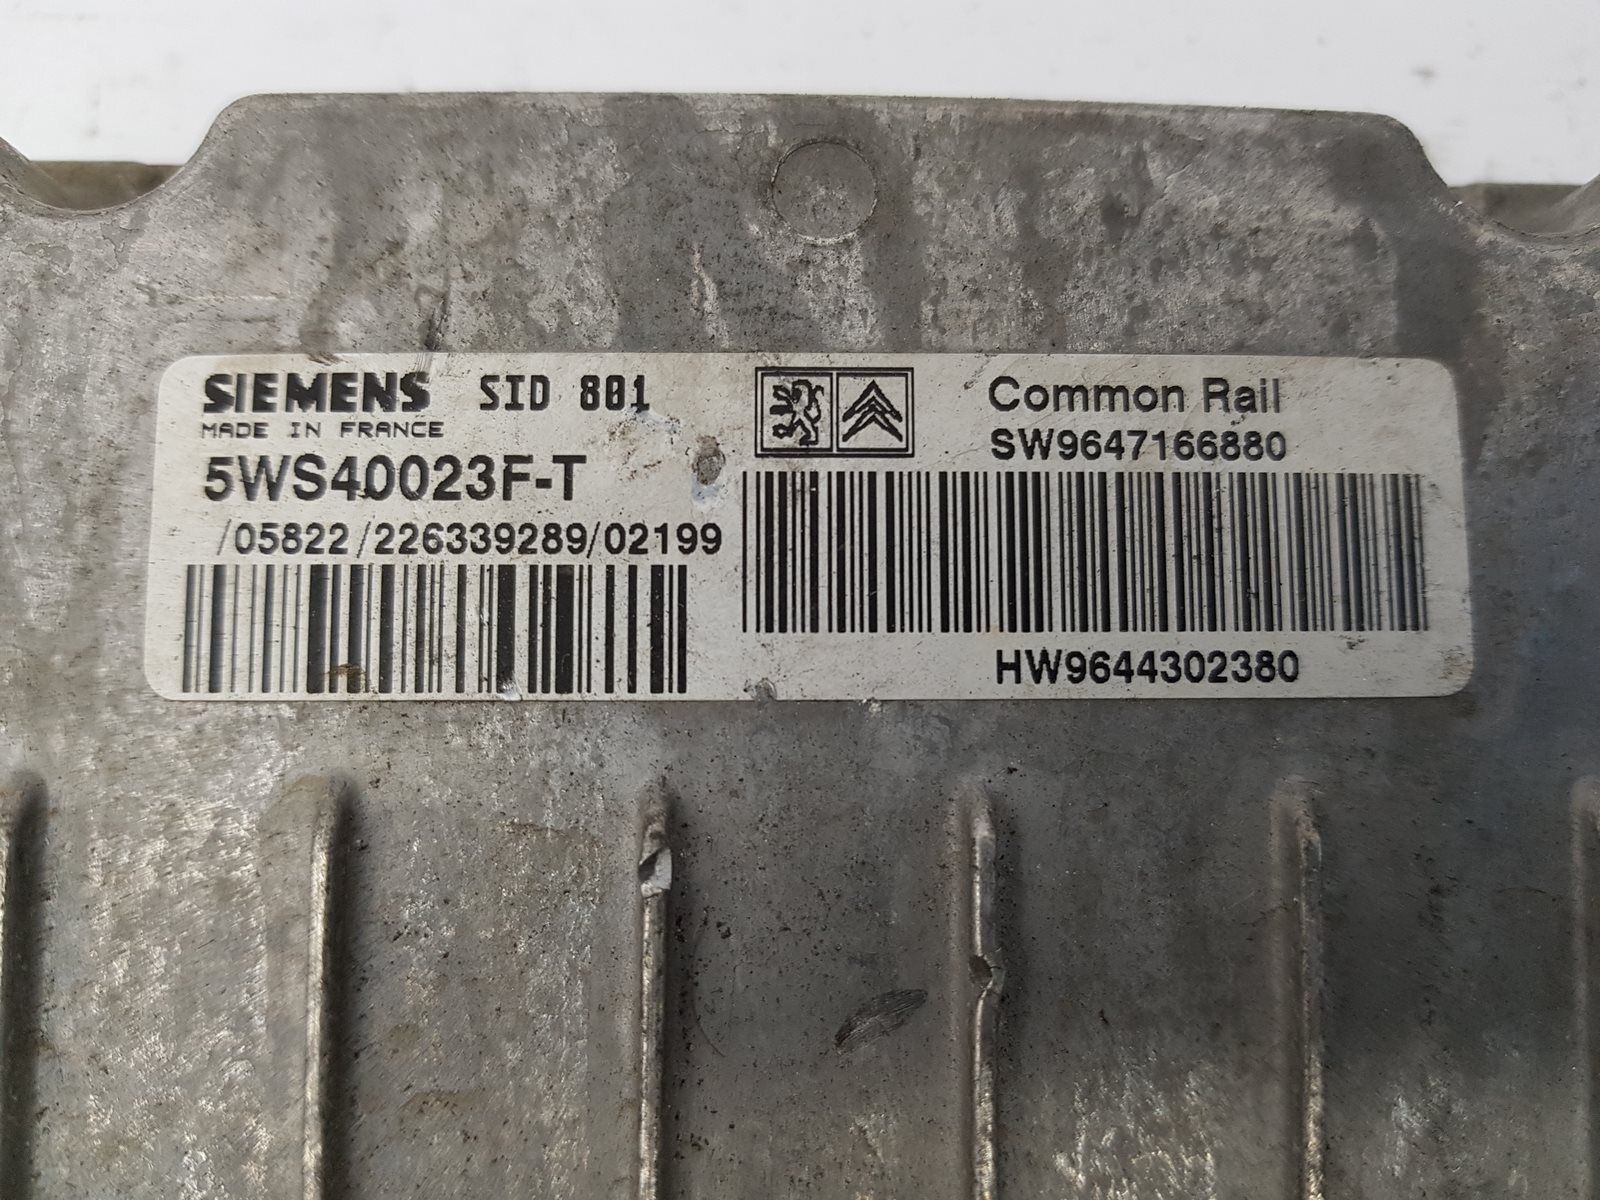 SIEMENS SID 801
MADE IN FRANCE
5WS40023F-T
/05822/226339289/02199
Common Rail
SW9647166880
HW9644302380